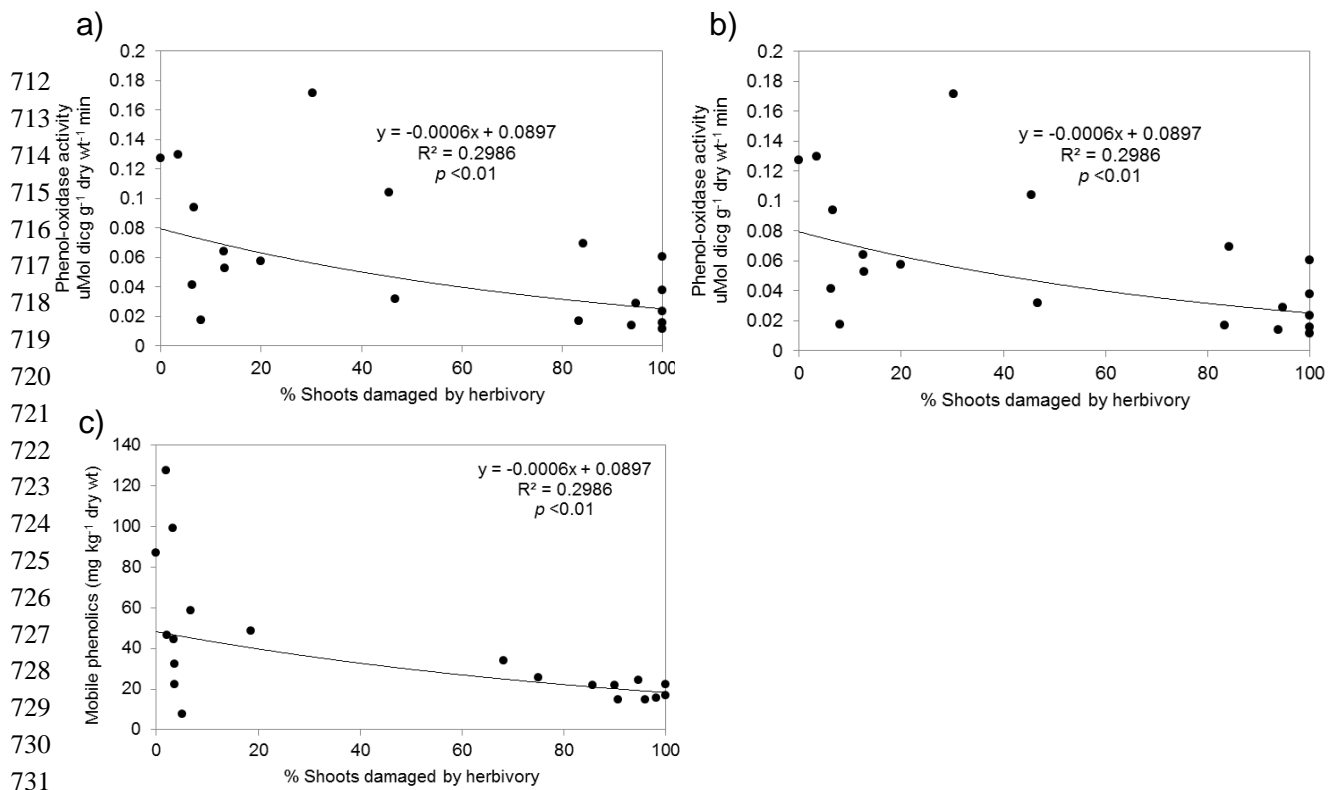 a)
0.2
0.18
0.16
0.14
0.12
0.1
0.08
0.06
0.04
0.02
0
Phenol-oxidase activity
uMol dicg g⁻¹ dry wt⁻¹ min
y = -0.0006x + 0.0897
R² = 0.2986
p <0.01
0 20 40 60 80 100
% Shoots damaged by herbivory
b)
0.2
0.18
0.16
0.14
0.12
0.1
0.08
0.06
0.04
0.02
0
Phenol-oxidase activity
uMol dicg g⁻¹ dry wt⁻¹ min
y = -0.0006x + 0.0897
R² = 0.2986
p <0.01
0 20 40 60 80 100
% Shoots damaged by herbivory
c)
140
120
100
80
60
40
20
0
Mobile phenolics (mg kg⁻¹ dry wt)
y = -0.0006x + 0.0897
R² = 0.2986
p <0.01
0 20 40 60 80 100
% Shoots damaged by herbivory
712
713
714
715
716
717
718
719
720
721
722
723
724
725
726
727
728
729
730
731